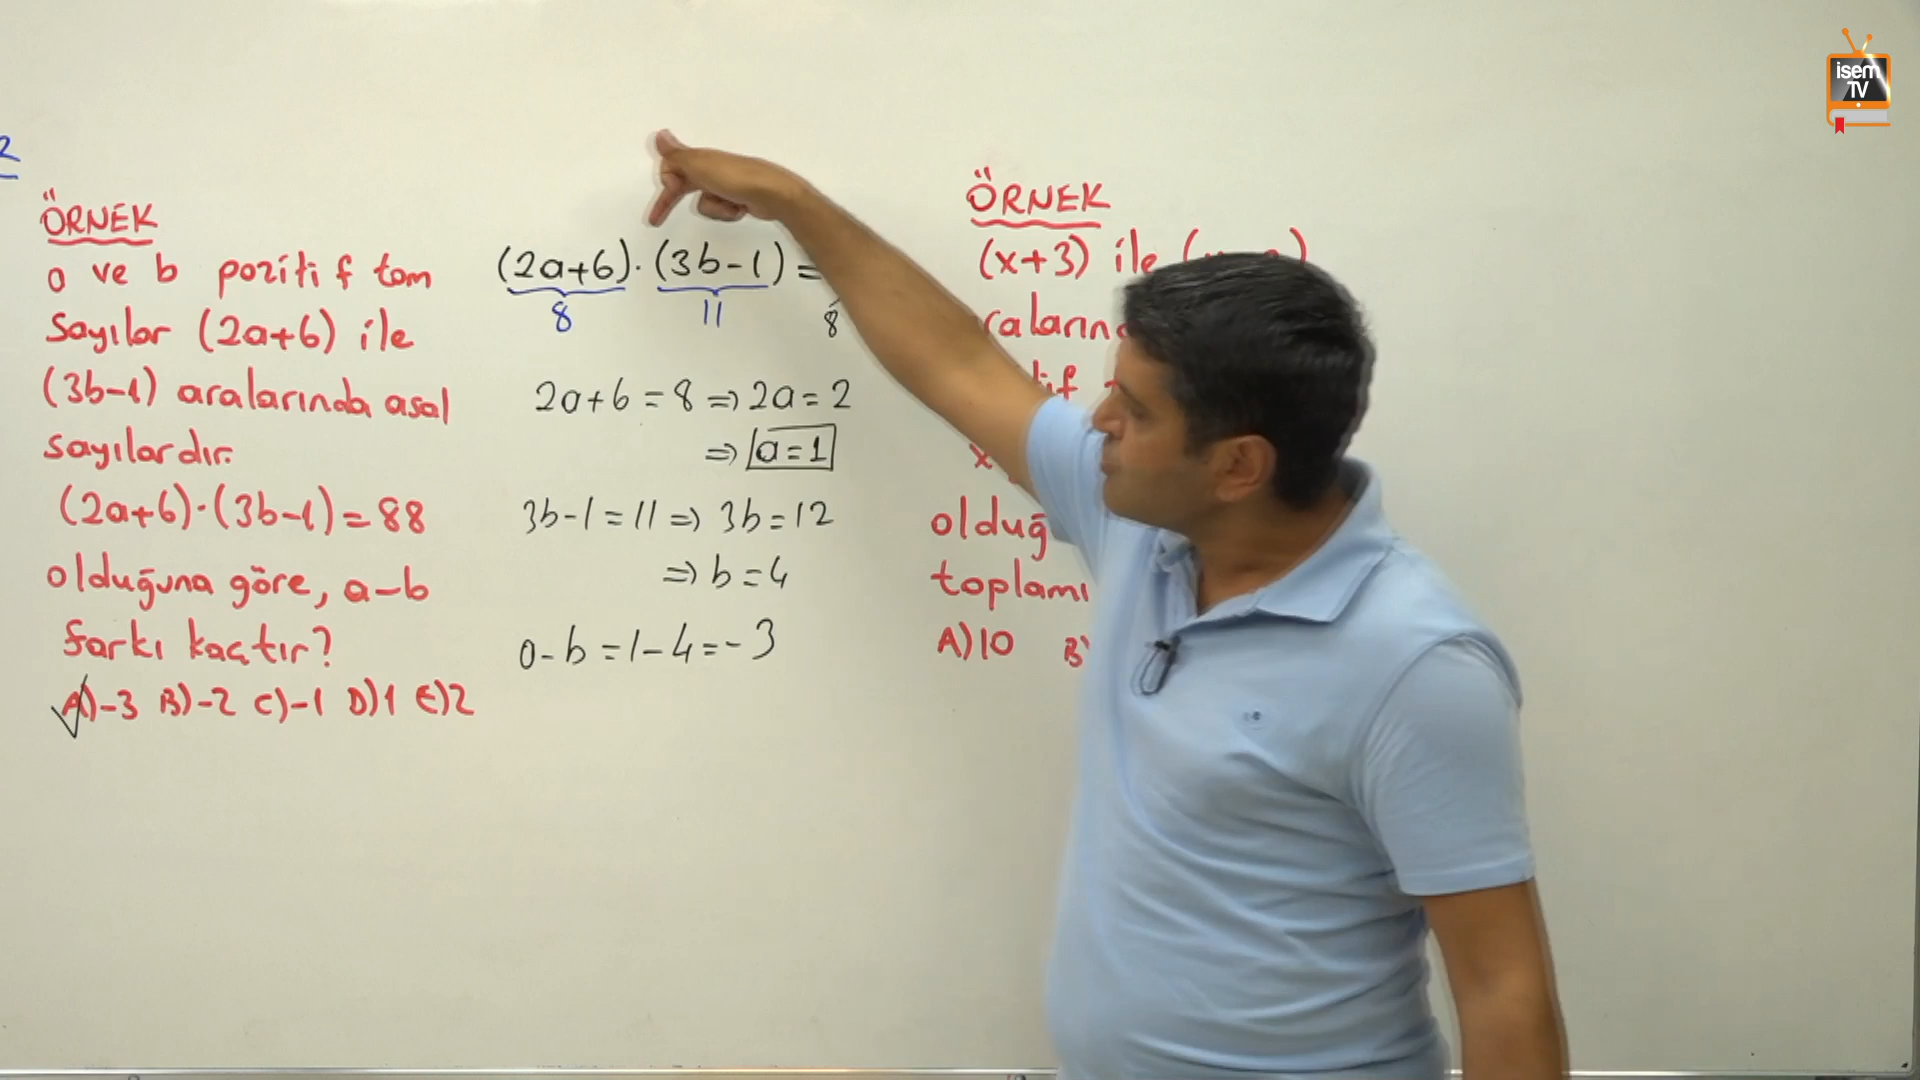 2
ÖRNEK
a ve b pozitif tam
sayılar (2a+6) ile
(3b-1) aralarında asal
sayılardır.
(2a+6)·(3b-1)=88
olduğuna göre, a-b
farkı kaçtır?
A)-3 B)-2 C)-1 D)1 E)2
(2a+6)·(3b-1)=
8 11 8
2a+6=8⇒2a=2
⇒a=1
3b-1=11⇒3b=12
⇒b=4
a-b=1-4=-3
ÖRNEK
(x+3) ile
olduğ
toplamı
A)10 B)
isem
TV